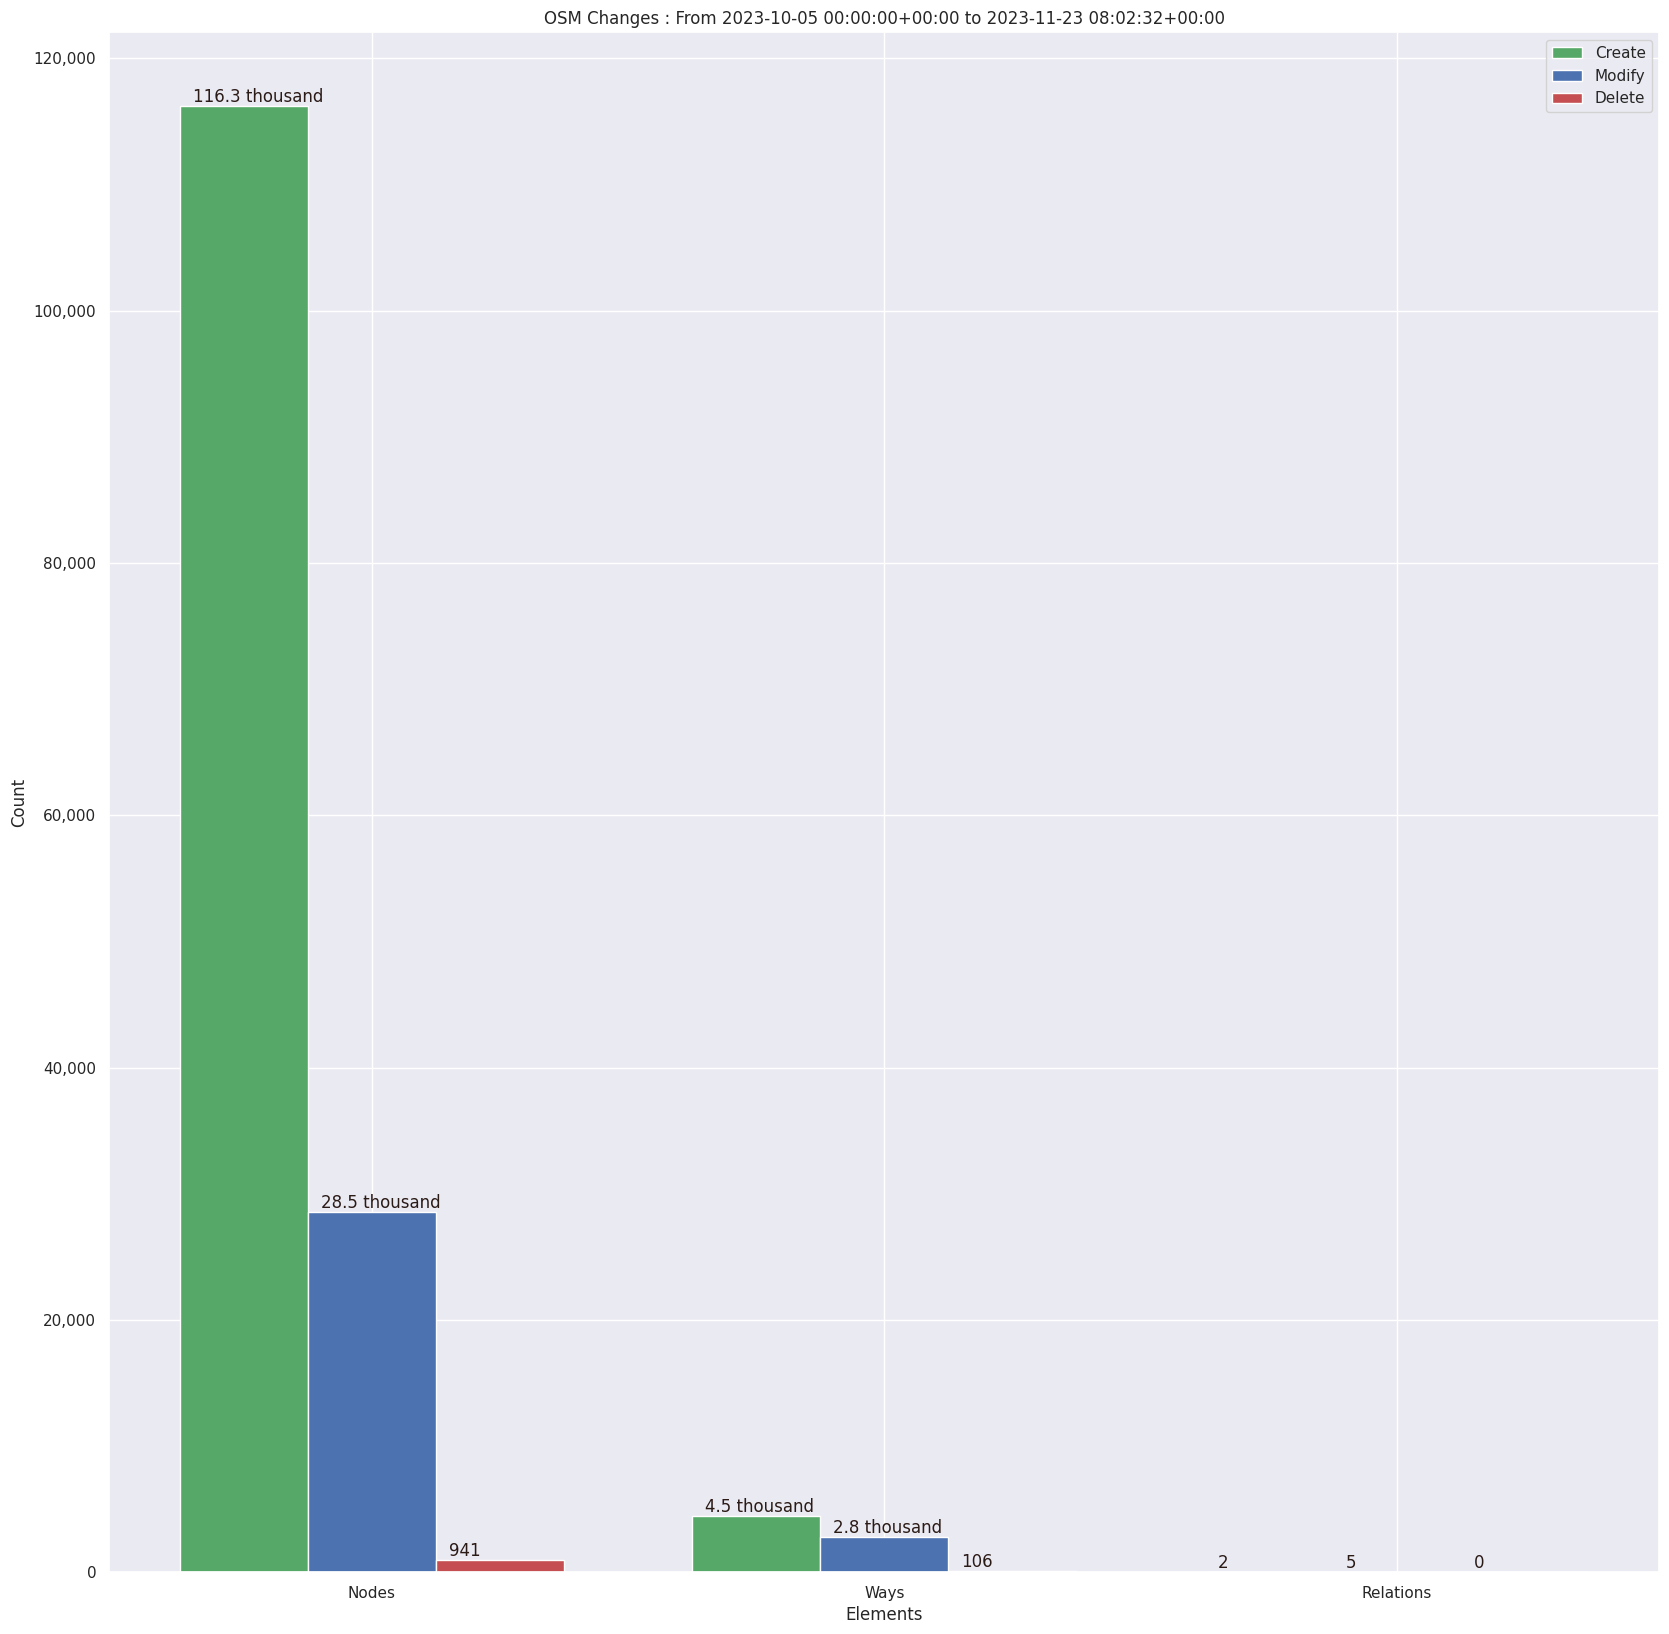 OSM Changes : From 2023-10-05 00:00:00+00:00 to 2023-11-23 08:02:32+00:00
Create
Modify
Delete
120,000
100,000
80,000
60,000
40,000
20,000
0
Count
116.3 thousand
28.5 thousand
941
4.5 thousand
2.8 thousand
106
2
5
0
Nodes
Ways
Relations
Elements